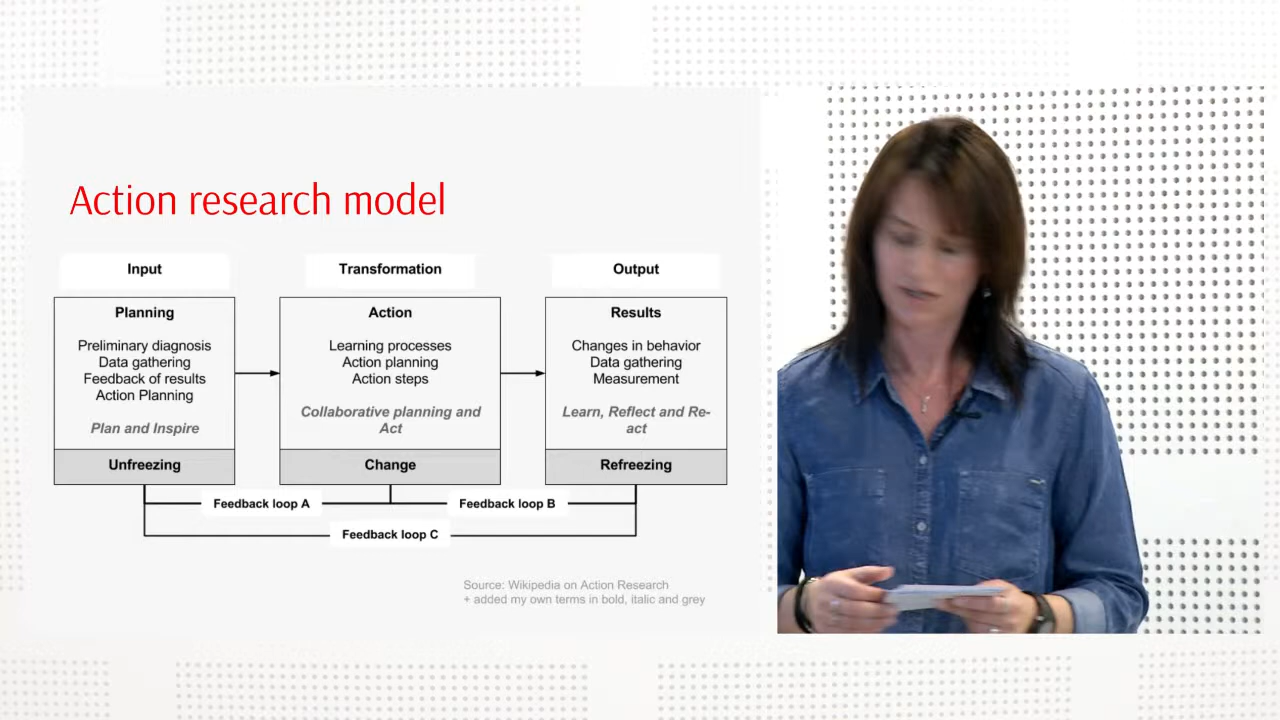 Action research model
Input
Transformation
Output
Planning
Preliminary diagnosis
Data gathering
Feedback of results
Action Planning
Plan and Inspire
Unfreezing
Action
Learning processes
Action planning
Action steps
Collaborative planning and
Act
Change
Results
Changes in behavior
Data gathering
Measurement
Learn, Reflect and Re-
act
Refreezing
Feedback loop A
Feedback loop B
Feedback loop C
Source: Wikipedia on Action Research
+ added my own terms in bold, italic and grey